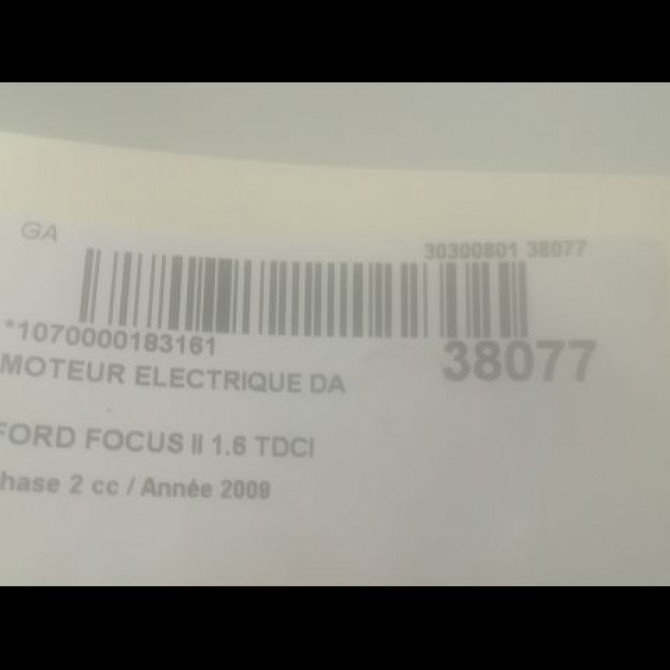 GA
30300801 38077
*1070000183161
38077
MOTEUR ELECTRIQUE DA
FORD FOCUS II 1.6 TDCI
hase 2 cc / Année 2009